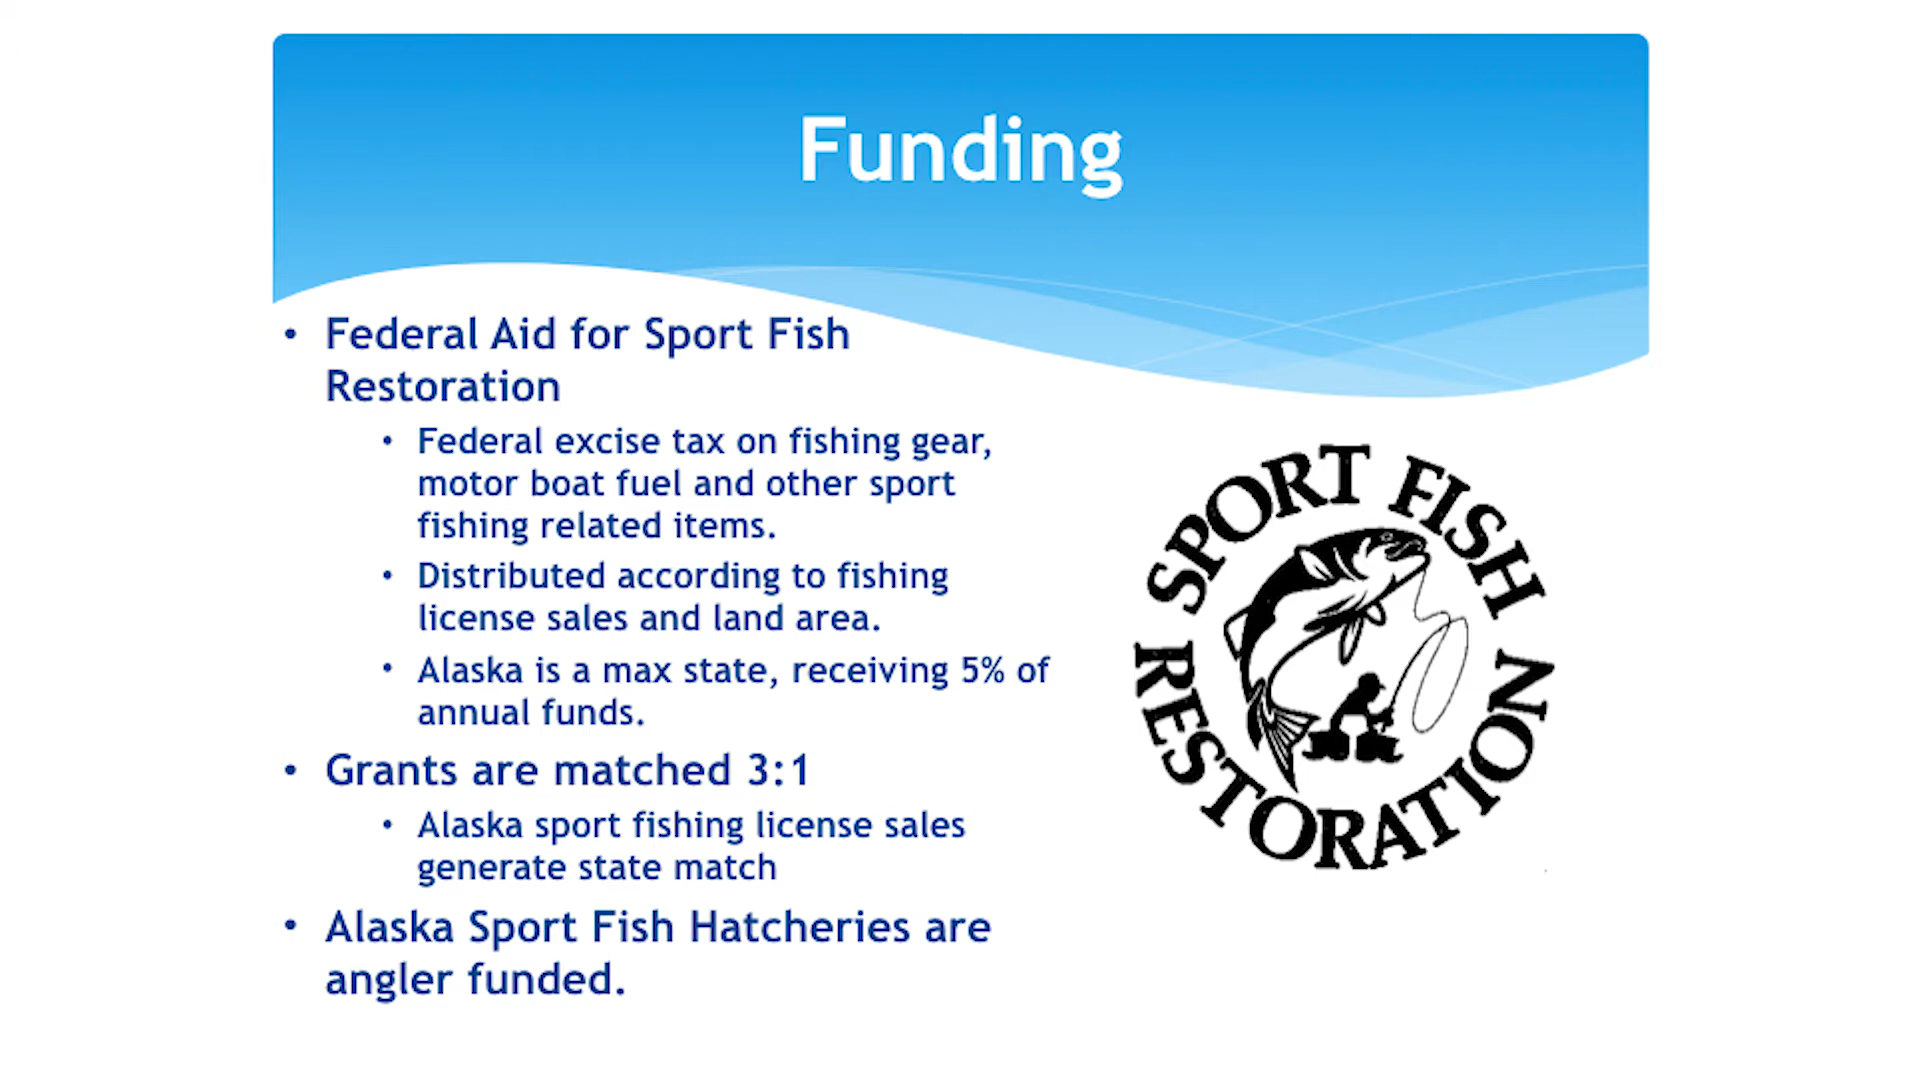 Funding
• Federal Aid for Sport Fish
Restoration
• Federal excise tax on fishing gear,
motor boat fuel and other sport
fishing related items.
• Distributed according to fishing
license sales and land area.
• Alaska is a max state, receiving 5% of
annual funds.
• Grants are matched 3:1
• Alaska sport fishing license sales
generate state match
• Alaska Sport Fish Hatcheries are
angler funded.
SPORT FISH
RESTORATION